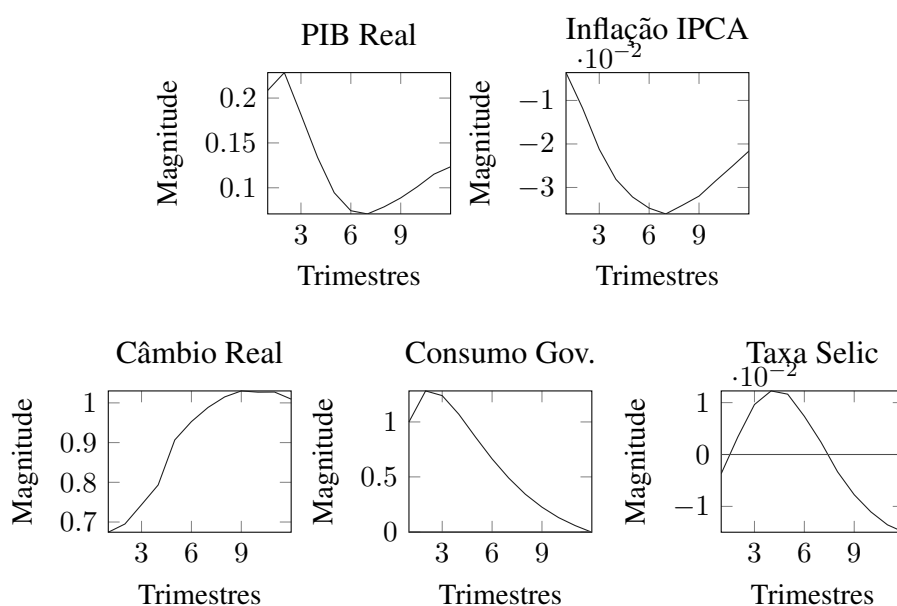 PIB Real
0.2
0.15
0.1
3 6 9
Magnitude
Trimestres
Inflação IPCA
·10⁻²
−1
−2
−3
3 6 9
Magnitude
Trimestres
Câmbio Real
1
0.9
0.8
0.7
3 6 9
Magnitude
Trimestres
Consumo Gov.
1
0.5
0
3 6 9
Magnitude
Trimestres
Taxa Selic
·10⁻²
1
0
−1
3 6 9
Magnitude
Trimestres